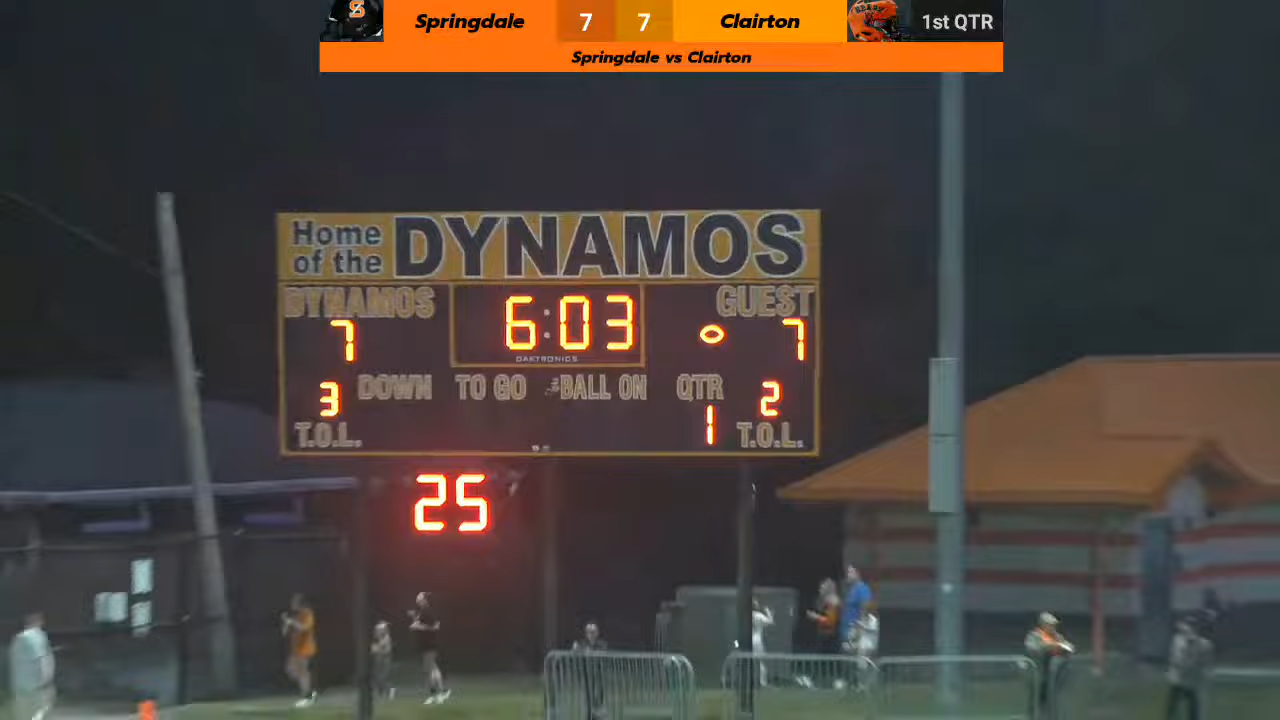 S Springdale 7 7 Clairton 1st QTR
Springdale vs Clairton
Home of the DYNAMOS
DYNAMOS 6:03 GUEST
7 7
DAKTRONICS
3 DOWN TO GO BALL ON QTR 2
T.O.L. 1 T.O.L.
25